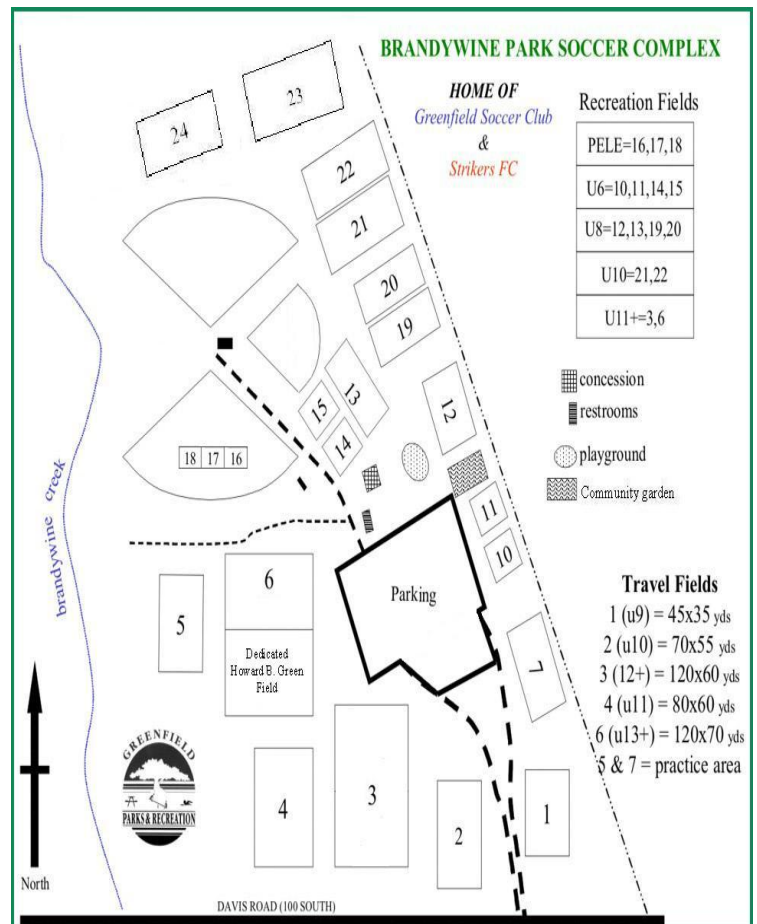 BRANDYWINE PARK SOCCER COMPLEX
HOME OF
Greenfield Soccer Club
&
Strikers FC
Recreation Fields
PELE=16,17,18
U6=10,11,14,15
U8=12,13,19,20
U10=21,22
U11+=3,6
23
24
22
21
20
19
13
15
14
12
18 17 16
concession
restrooms
playground
Community garden
brandywine creek
11
10
Parking
6
5
Dedicated
Howard B. Green
Field
7
Travel Fields
1 (u9) = 45x35 yds
2 (u10) = 70x55 yds
3 (12+) = 120x60 yds
4 (u11) = 80x60 yds
6 (u13+) = 120x70 yds
5 & 7 = practice area
GREENFIELD
PARKS & RECREATION
4
3
2
1
North
DAVIS ROAD (100 SOUTH)